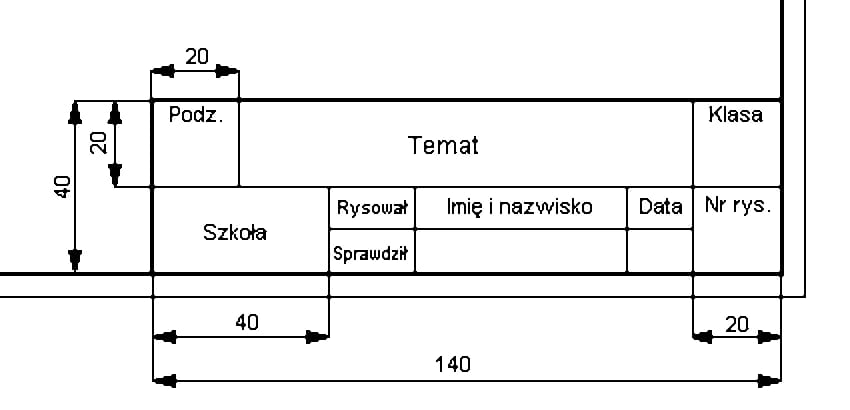 20
Podz.
Klasa
20
Temat
40
Rysował
Imię i nazwisko
Data
Nr rys.
Szkoła
Sprawdził
40
20
140